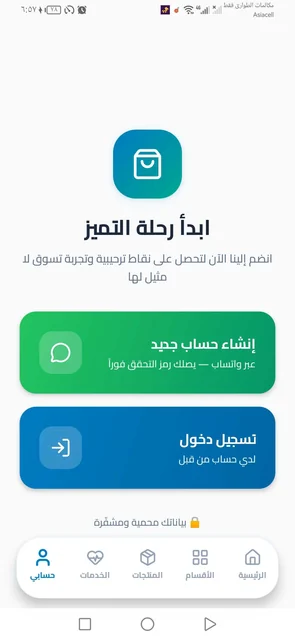 مكالمات الطوارئ فقط
Asiacell
٦:٥٧
٧٨
ابدأ رحلة التميز
انضم إلينا الآن لتحصل على نقاط ترحيبية وتجربة تسوق لا
مثيل لها
إنشاء حساب جديد
عبر واتساب — يصلك رمز التحقق فوراً
تسجيل دخول
لدي حساب من قبل
🔒 بياناتك محمية ومشفّرة
الرئيسية
الأقسام
المنتجات
الخدمات
حسابي